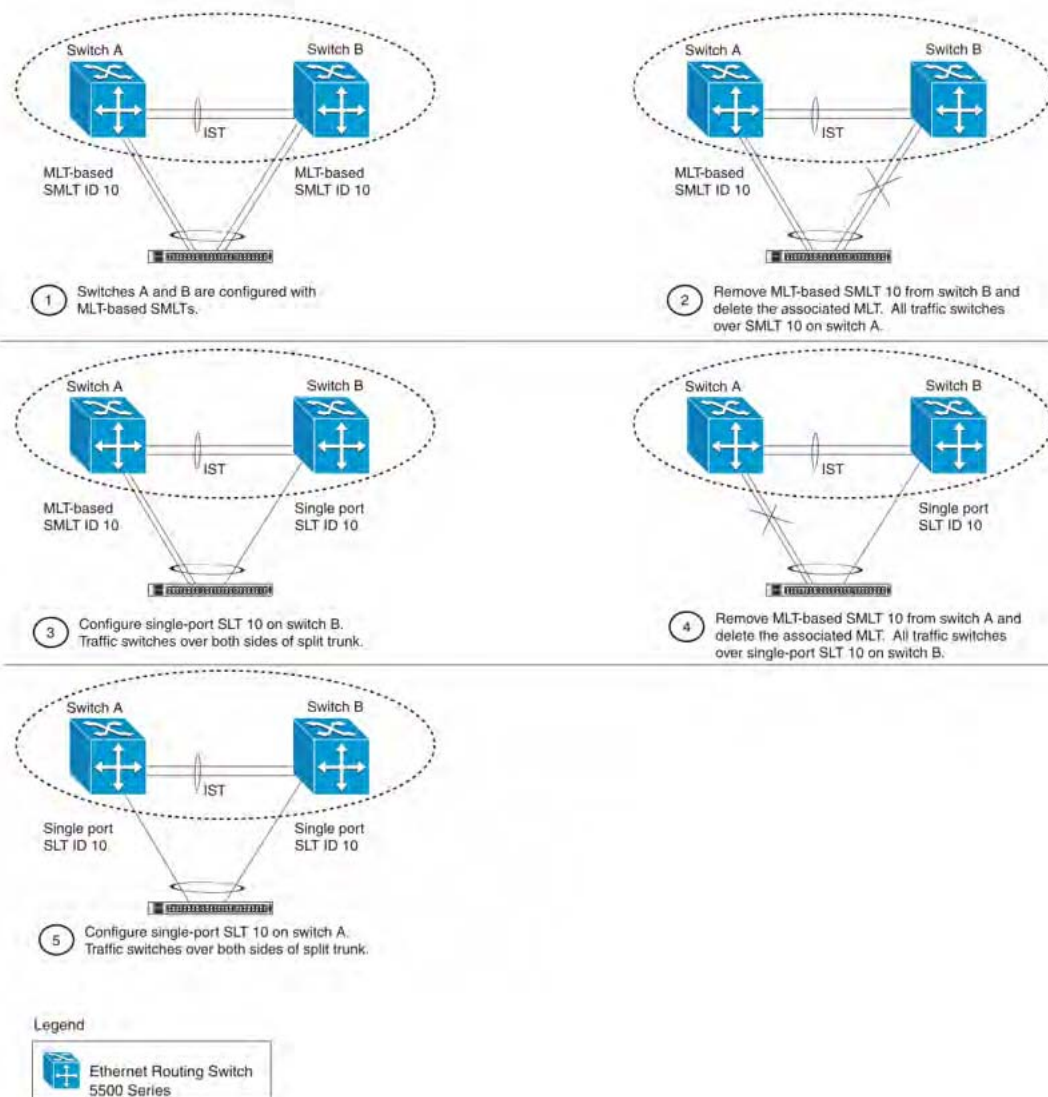 Switch A
Switch B
IST
MLT-based
SMLT ID 10
MLT-based
SMLT ID 10
1
Switches A and B are configured with
MLT-based SMLTs.
Switch A
Switch B
IST
MLT-based
SMLT ID 10
2
Remove MLT-based SMLT 10 from switch B and
delete the associated MLT. All traffic switches
over SMLT 10 on switch A.
Switch A
Switch B
IST
MLT-based
SMLT ID 10
Single port
SLT ID 10
3
Configure single-port SLT 10 on switch B.
Traffic switches over both sides of split trunk.
Switch A
Switch B
IST
Single port
SLT ID 10
4
Remove MLT-based SMLT 10 from switch A and
delete the associated MLT. All traffic switches
over single-port SLT 10 on switch B.
Switch A
Switch B
IST
Single port
SLT ID 10
Single port
SLT ID 10
5
Configure single-port SLT 10 on switch A.
Traffic switches over both sides of split trunk.
Legend
Ethernet Routing Switch
5500 Series